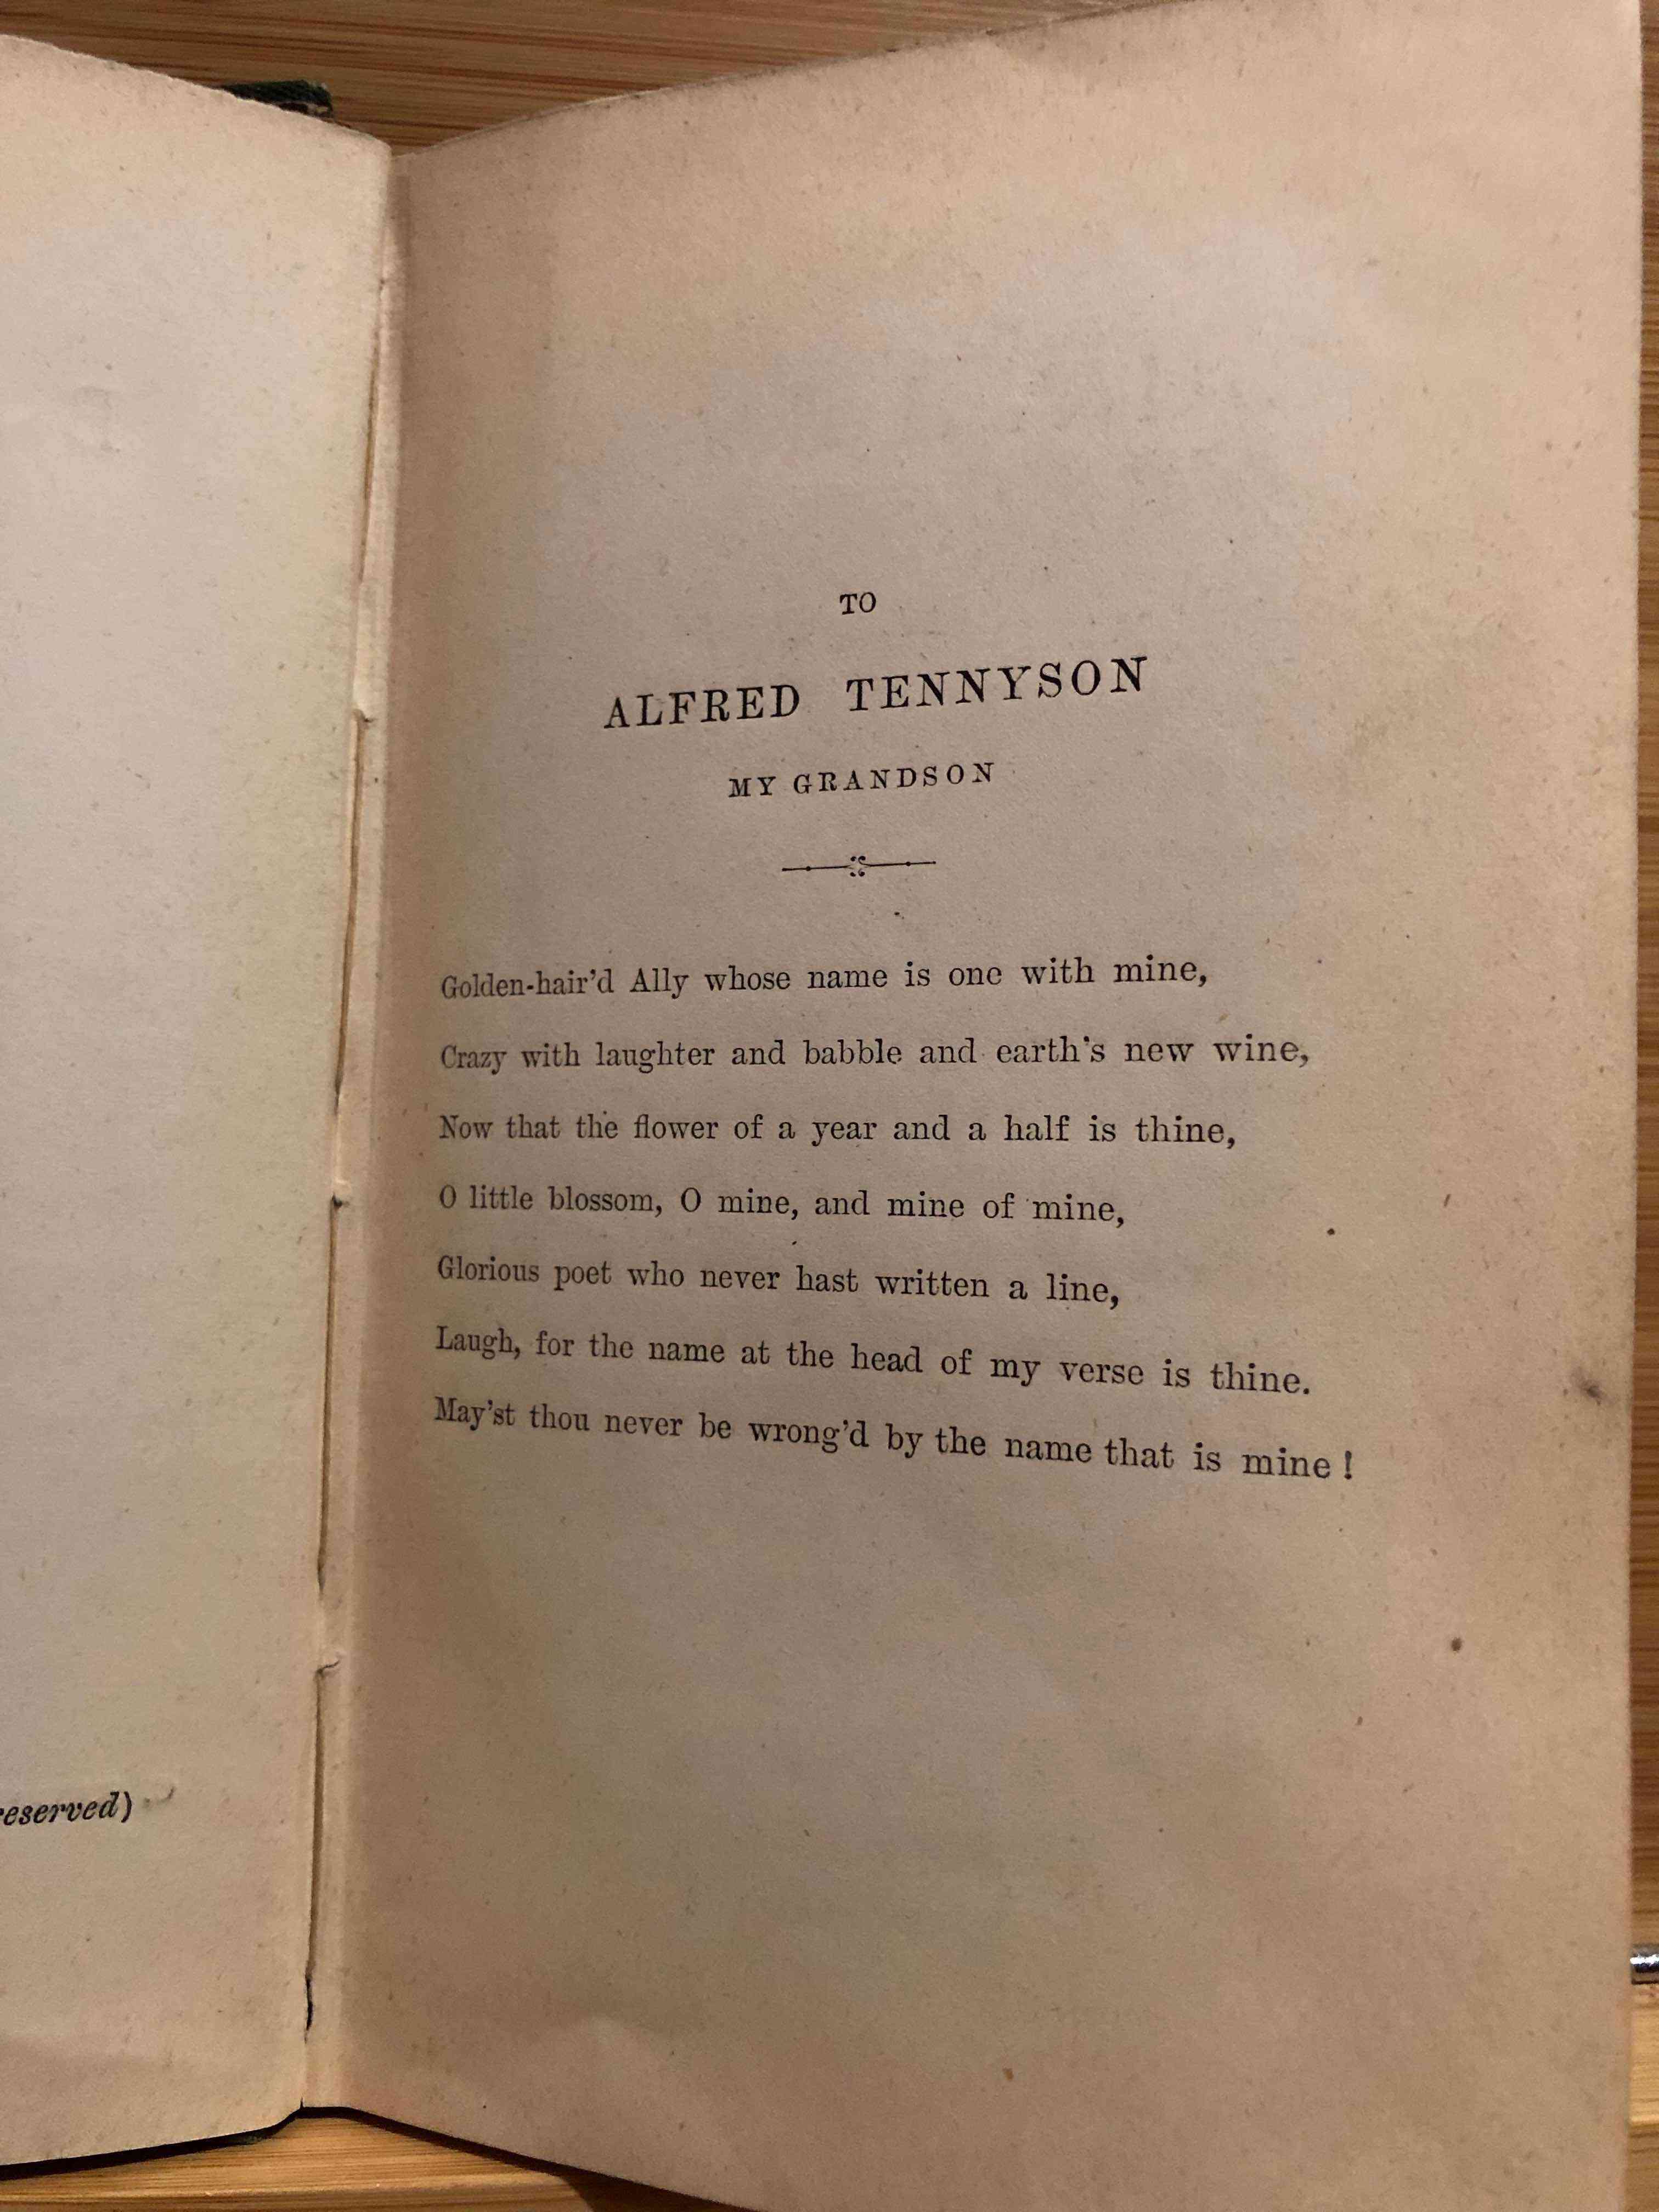 TO
ALFRED TENNYSON
MY GRANDSON
Golden-hair'd Ally whose name is one with mine,
Crazy with laughter and babble and earth's new wine,
Now that the flower of a year and a half is thine,
O little blossom, O mine, and mine of mine,
Glorious poet who never hast written a line,
Laugh, for the name at the head of my verse is thine.
May'st thou never be wrong'd by the name that is mine!
eserved)